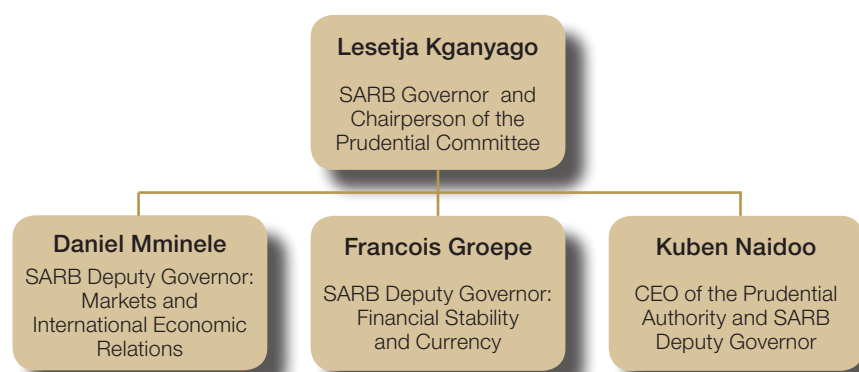 Lesetja Kganyago
SARB Governor and
Chairperson of the
Prudential Committee
Daniel Mminele
SARB Deputy Governor:
Markets and
International Economic
Relations
Francois Groepe
SARB Deputy Governor:
Financial Stability
and Currency
Kuben Naidoo
CEO of the Prudential
Authority and SARB
Deputy Governor